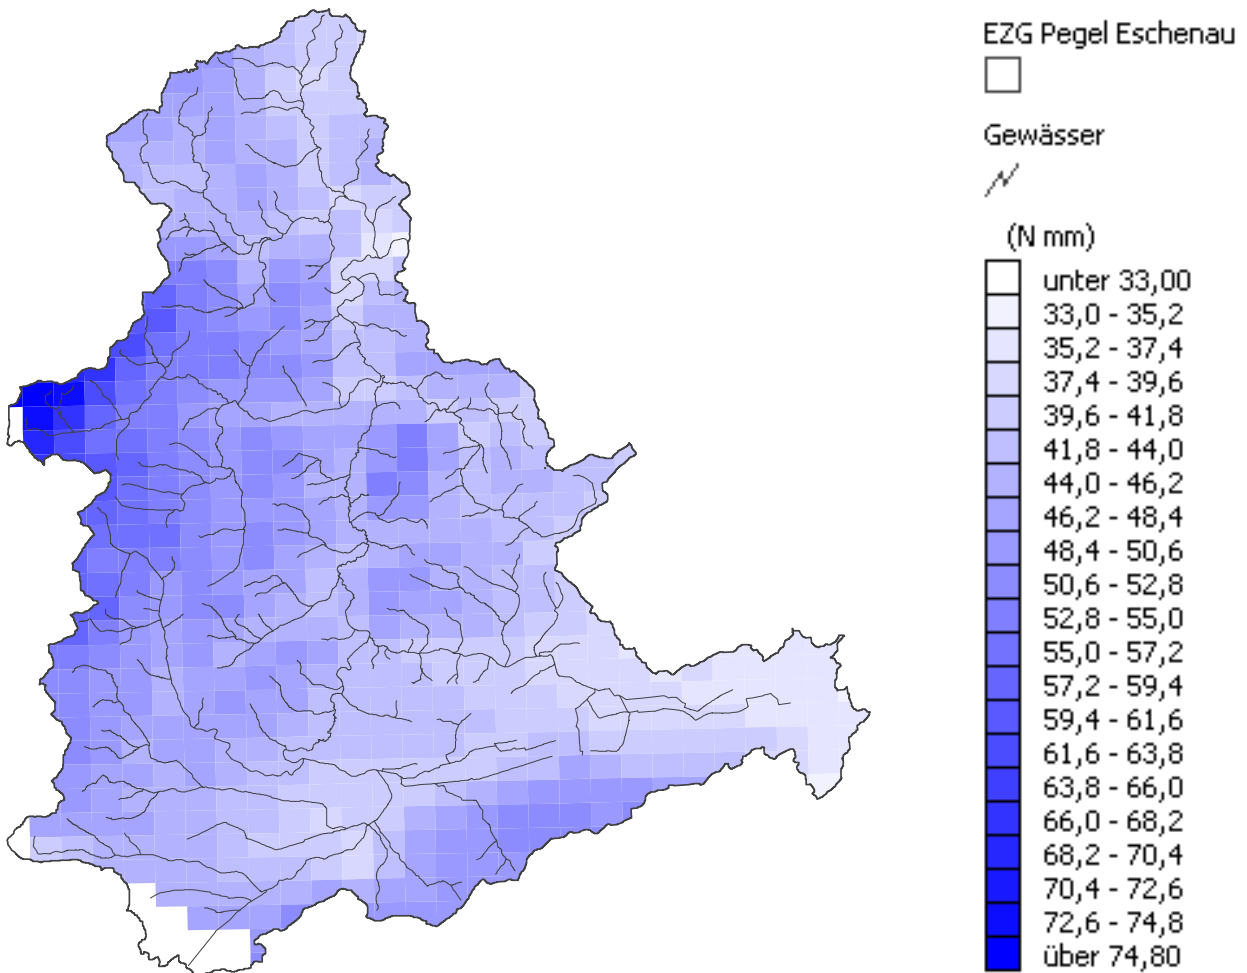 EZG Pegel Eschenau
Gewässer
(N mm)
unter 33,00
33,0 - 35,2
35,2 - 37,4
37,4 - 39,6
39,6 - 41,8
41,8 - 44,0
44,0 - 46,2
46,2 - 48,4
48,4 - 50,6
50,6 - 52,8
52,8 - 55,0
55,0 - 57,2
57,2 - 59,4
59,4 - 61,6
61,6 - 63,8
63,8 - 66,0
66,0 - 68,2
68,2 - 70,4
70,4 - 72,6
72,6 - 74,8
über 74,80